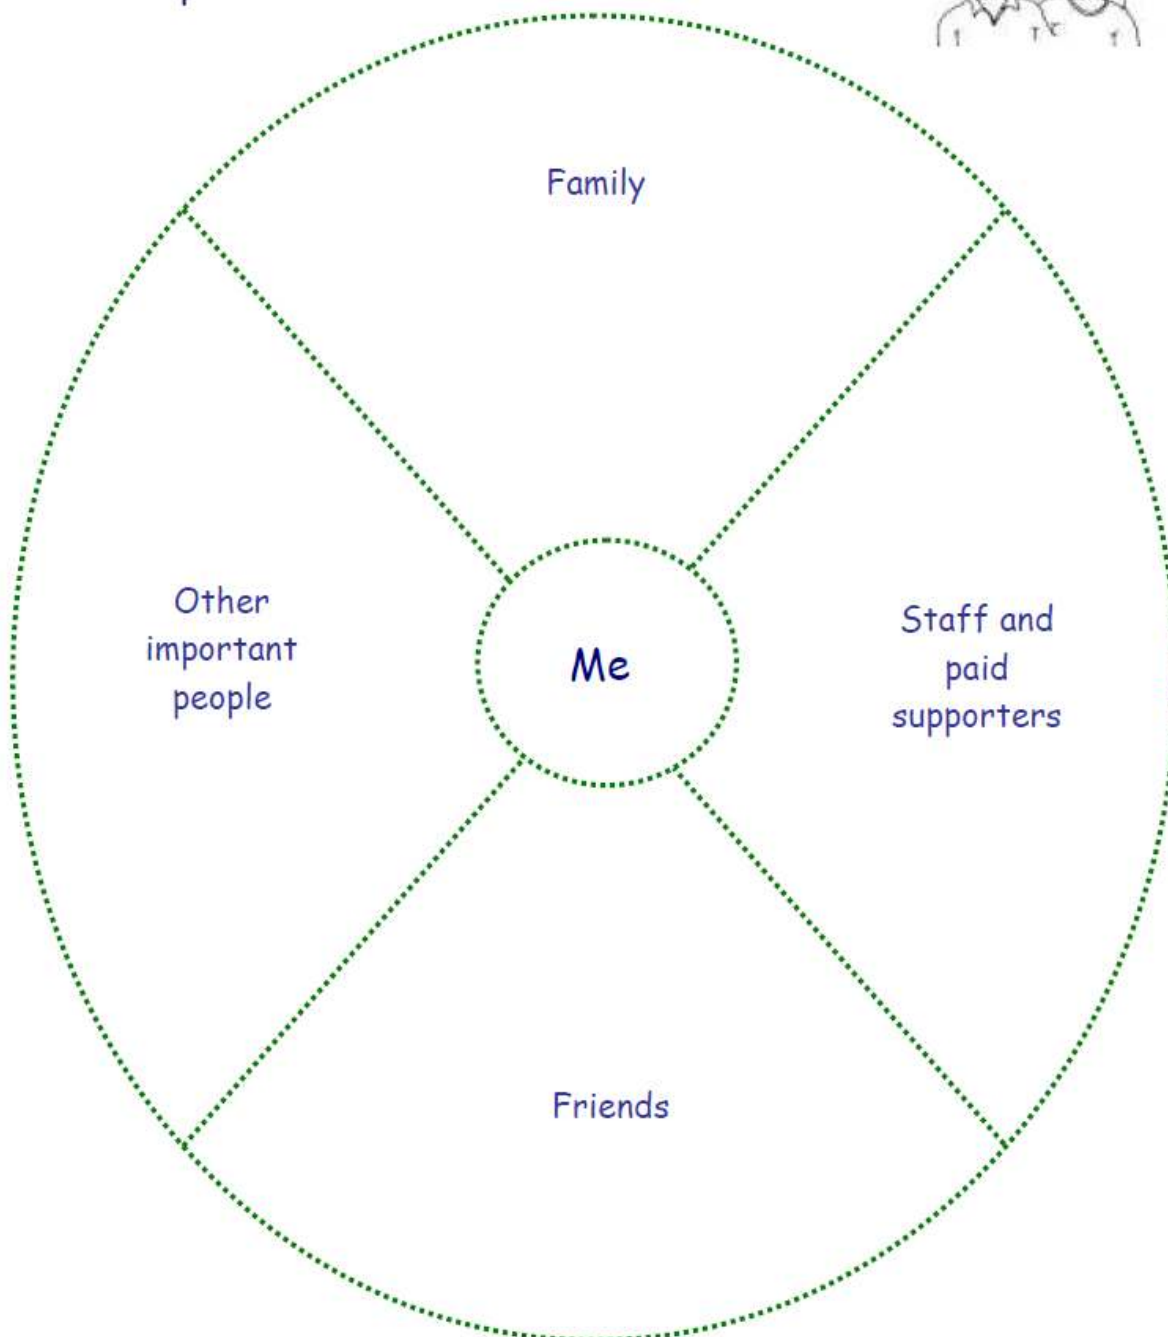 Family
Other
important
people
Me
Staff and
paid
supporters
Friends